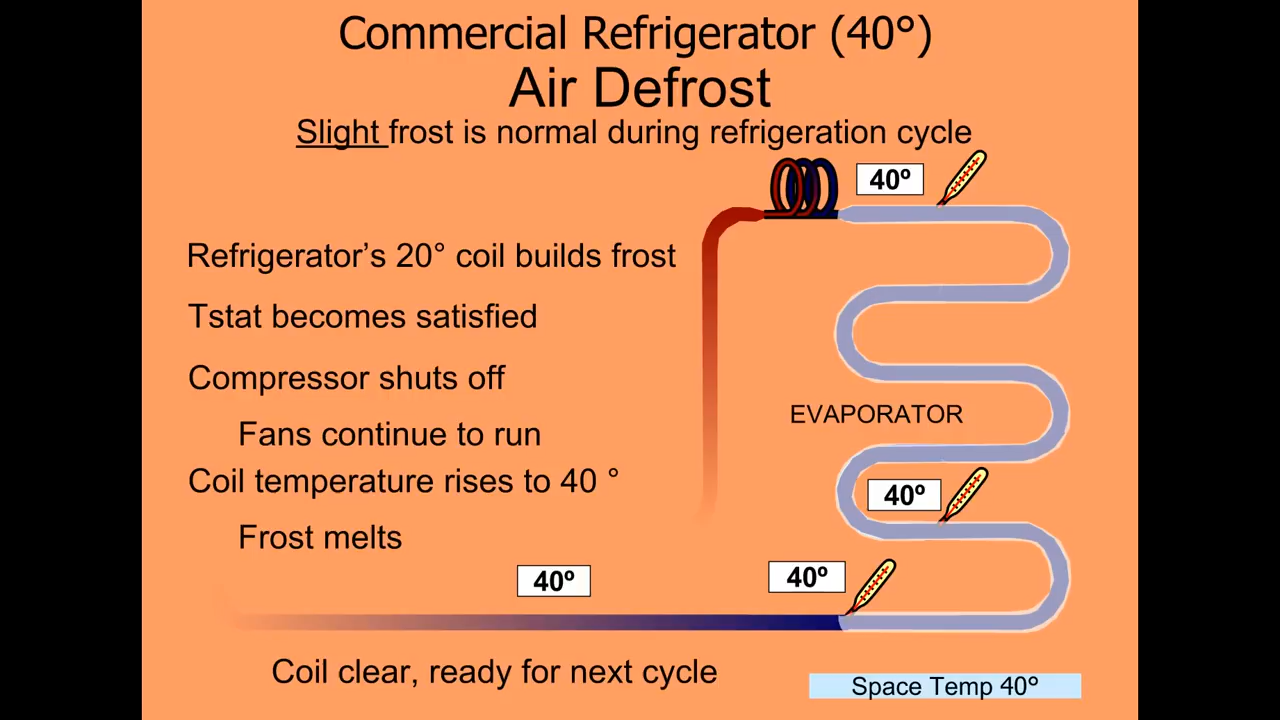 Commercial Refrigerator (40°)
Air Defrost
Slight frost is normal during refrigeration cycle
40º
Refrigerator’s 20° coil builds frost
Tstat becomes satisfied
Compressor shuts off
EVAPORATOR
Fans continue to run
Coil temperature rises to 40 °
40º
Frost melts
40º
40º
Coil clear, ready for next cycle
Space Temp 40°